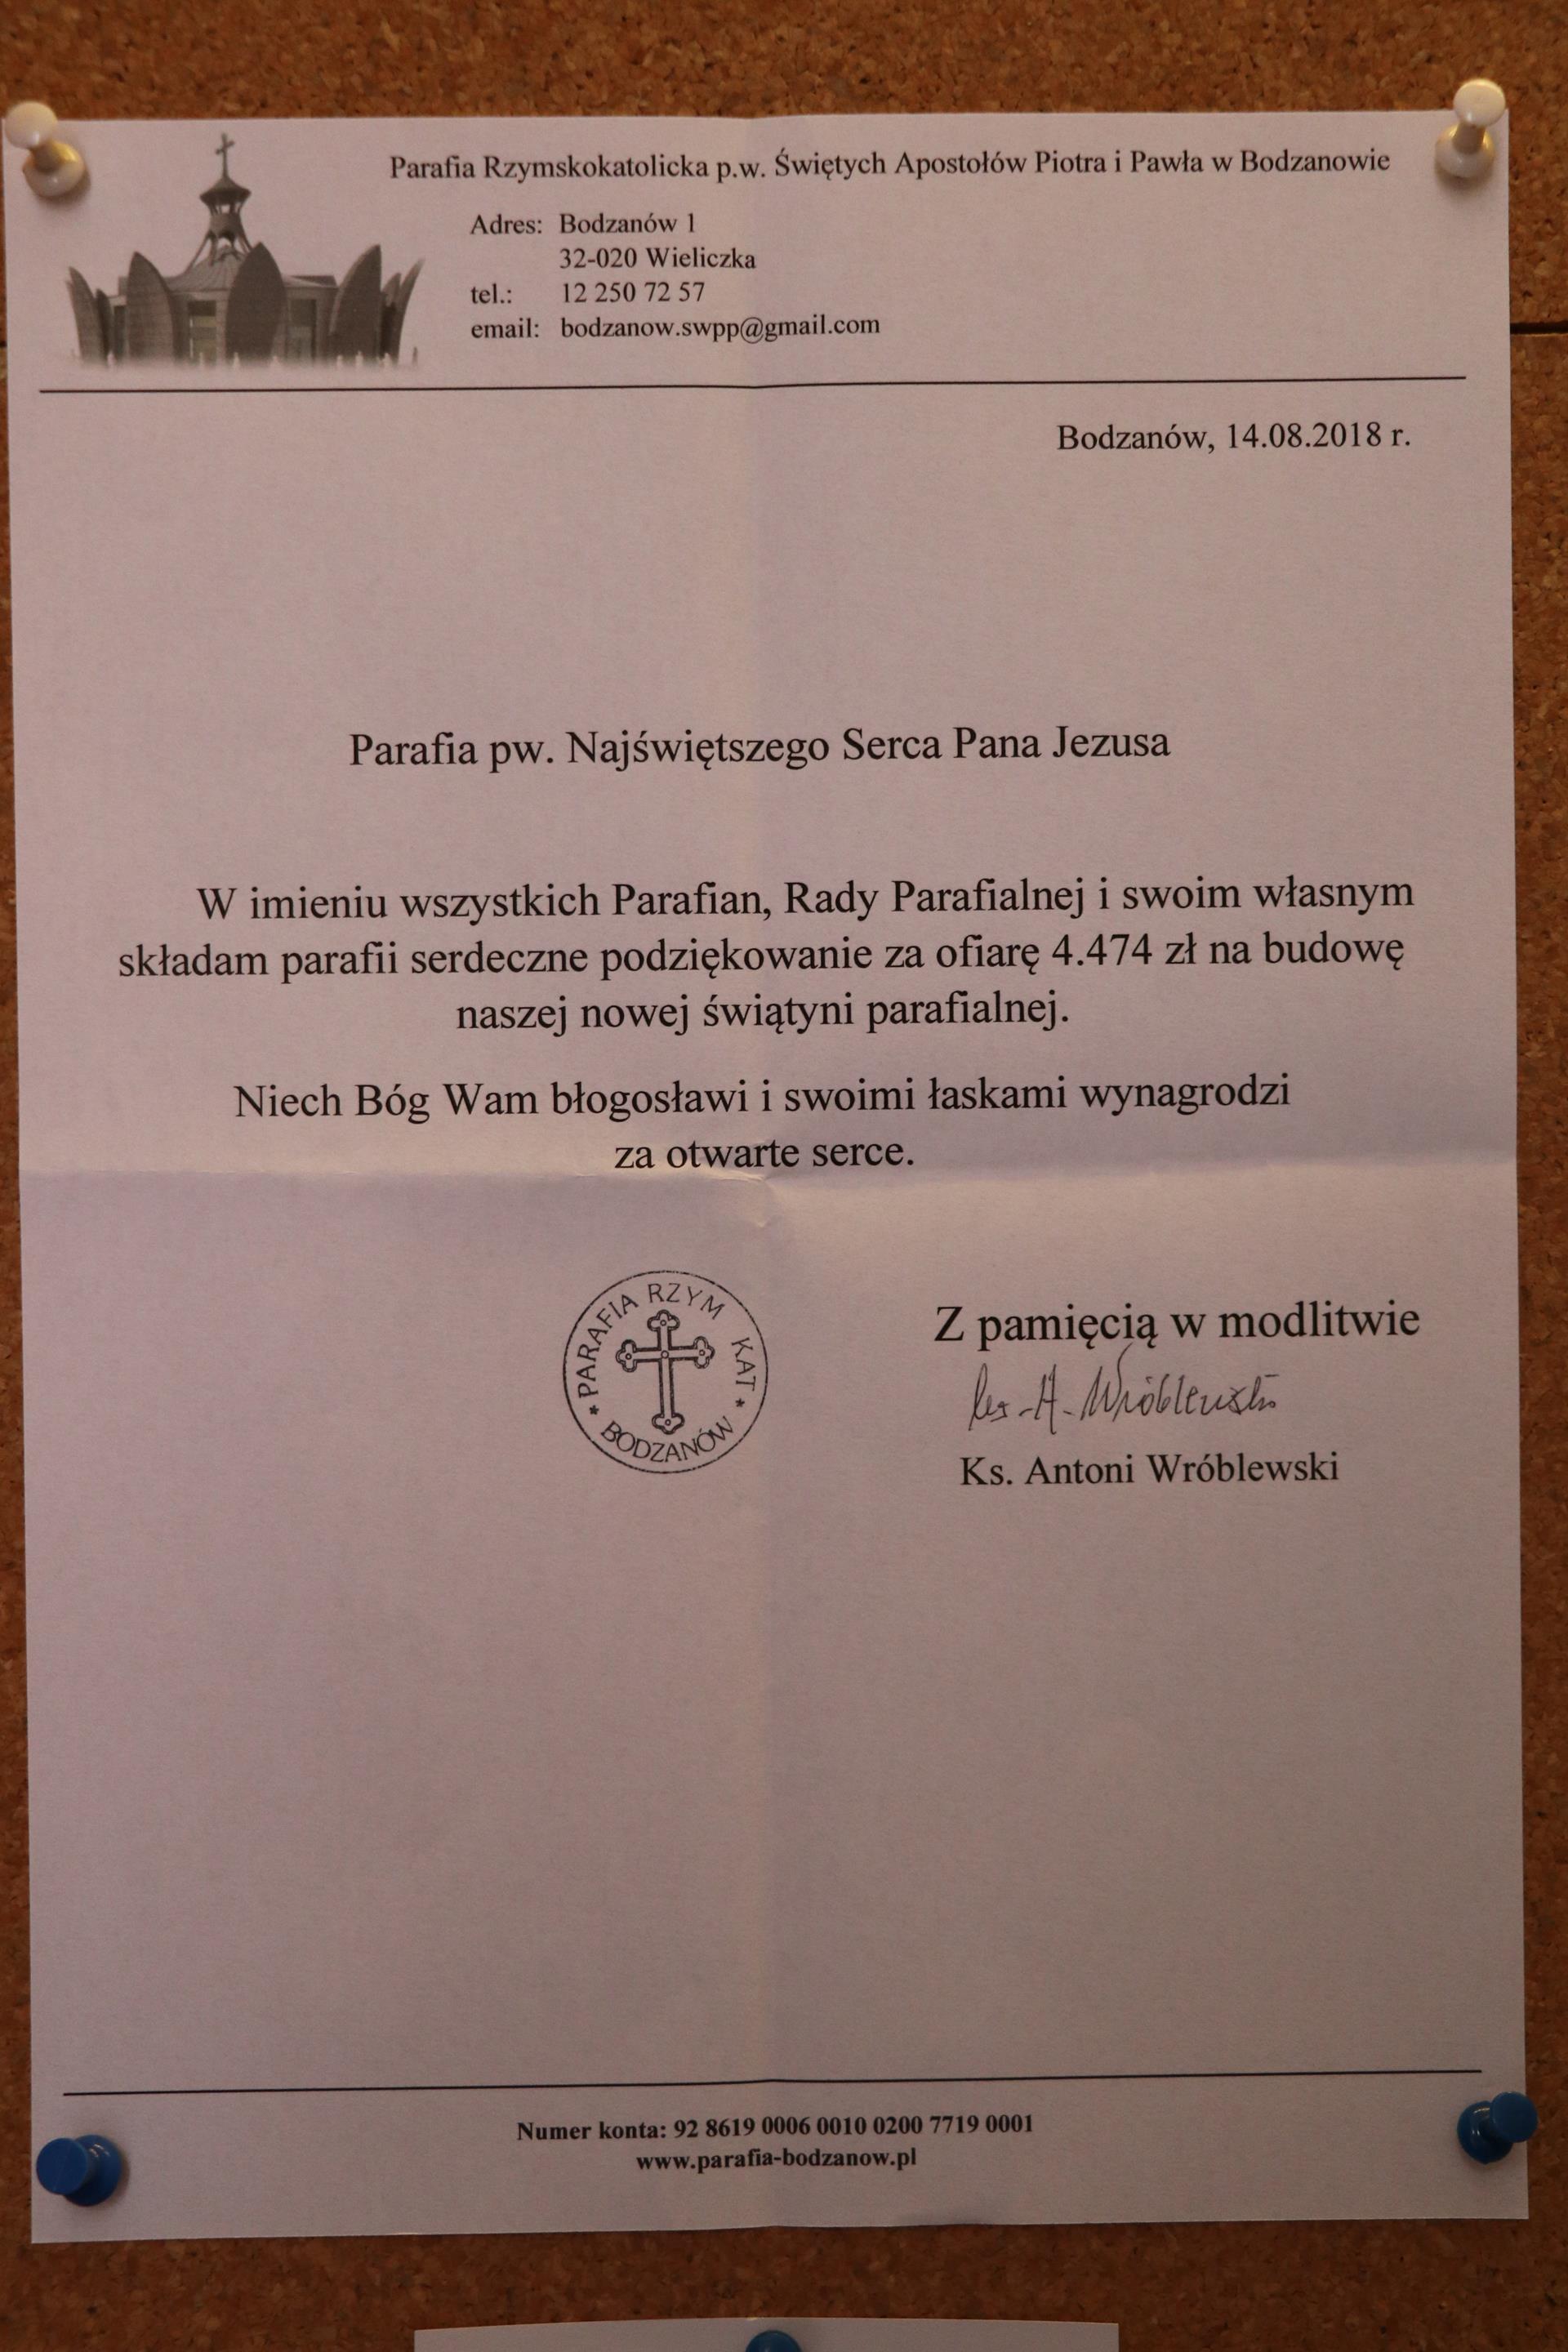 Parafia Rzymskokatolicka p.w. Świętych Apostołów Piotra i Pawła w Bodzanowie
Adres: Bodzanów 1
32-020 Wieliczka
tel.: 12 250 72 57
email: bodzanow.swpp@gmail.com
Bodzanów, 14.08.2018 r.
Parafia pw. Najświętszego Serca Pana Jezusa
W imieniu wszystkich Parafian, Rady Parafialnej i swoim własnym
składam parafii serdeczne podziękowanie za ofiarę 4.474 zł na budowę
naszej nowej świątyni parafialnej.
Niech Bóg Wam błogosławi i swoimi łaskami wynagrodzi
za otwarte serce.
PARAFIA RZYM KAT
* BODZANÓW *
Z pamięcią w modlitwie
ks. A. Wróblewski
Ks. Antoni Wróblewski
Numer konta: 92 8619 0006 0010 0200 7719 0001
www.parafia-bodzanow.pl